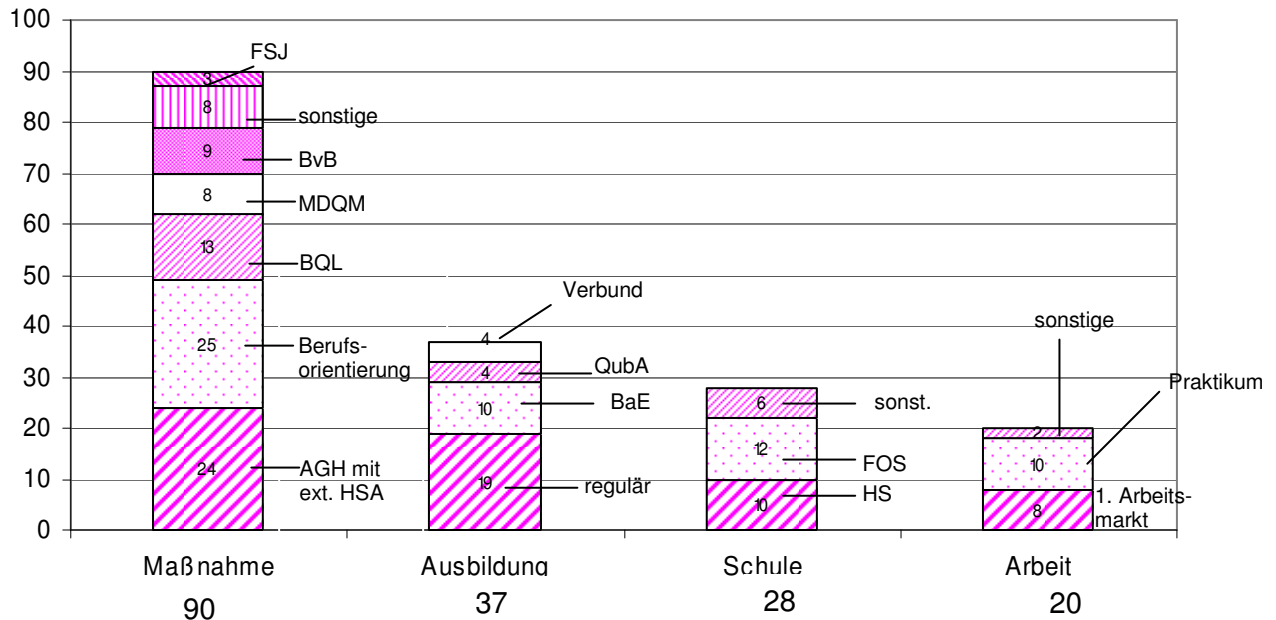 100
90
80
70
60
50
40
30
20
10
0
FSJ
3
8
sonstige
9
BvB
8
MDQM
13
BQL
25
Berufs-
orientierung
24
AGH mit
ext. HSA
Verbund
4
4
QubA
10
BaE
19
regulär
6
sonst.
12
FOS
10
HS
sonstige
2
Praktikum
10
8
1. Arbeits-
markt
Maßnahme
Ausbildung
Schule
Arbeit
90
37
28
20